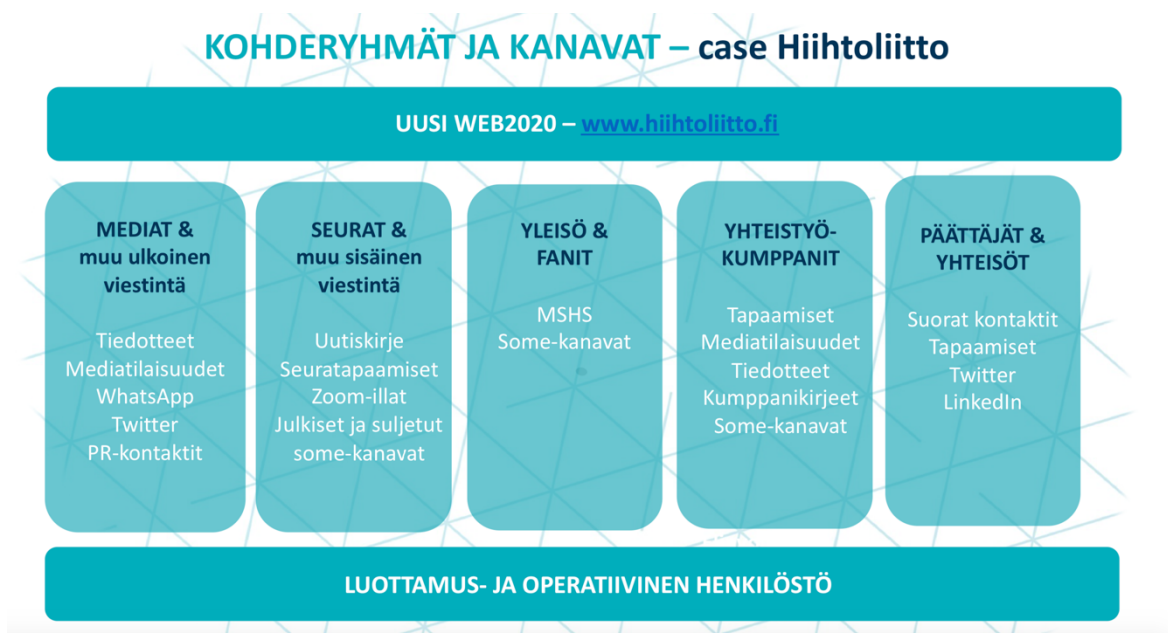 KOHDERYHMÄT JA KANAVAT – case Hiihtoliitto
UUSI WEB2020 – www.hiihtoliitto.fi
MEDIAT &
muu ulkoinen
viestintä
Tiedotteet
Mediatilaisuudet
WhatsApp
Twitter
PR-kontaktit
SEURAT &
muu sisäinen
viestintä
Uutiskirje
Seuratapaamiset
Zoom-illat
Julkiset ja suljetut
some-kanavat
YLEISÖ &
FANIT
MSHS
Some-kanavat
YHTEISTYÖ-
KUMPPANIT
Tapaamiset
Mediatilaisuudet
Tiedotteet
Kumppanikirjeet
Some-kanavat
PÄÄTTÄJÄT &
YHTEISÖT
Suorat kontaktit
Tapaamiset
Twitter
LinkedIn
LUOTTAMUS- JA OPERATIIVINEN HENKILÖSTÖ